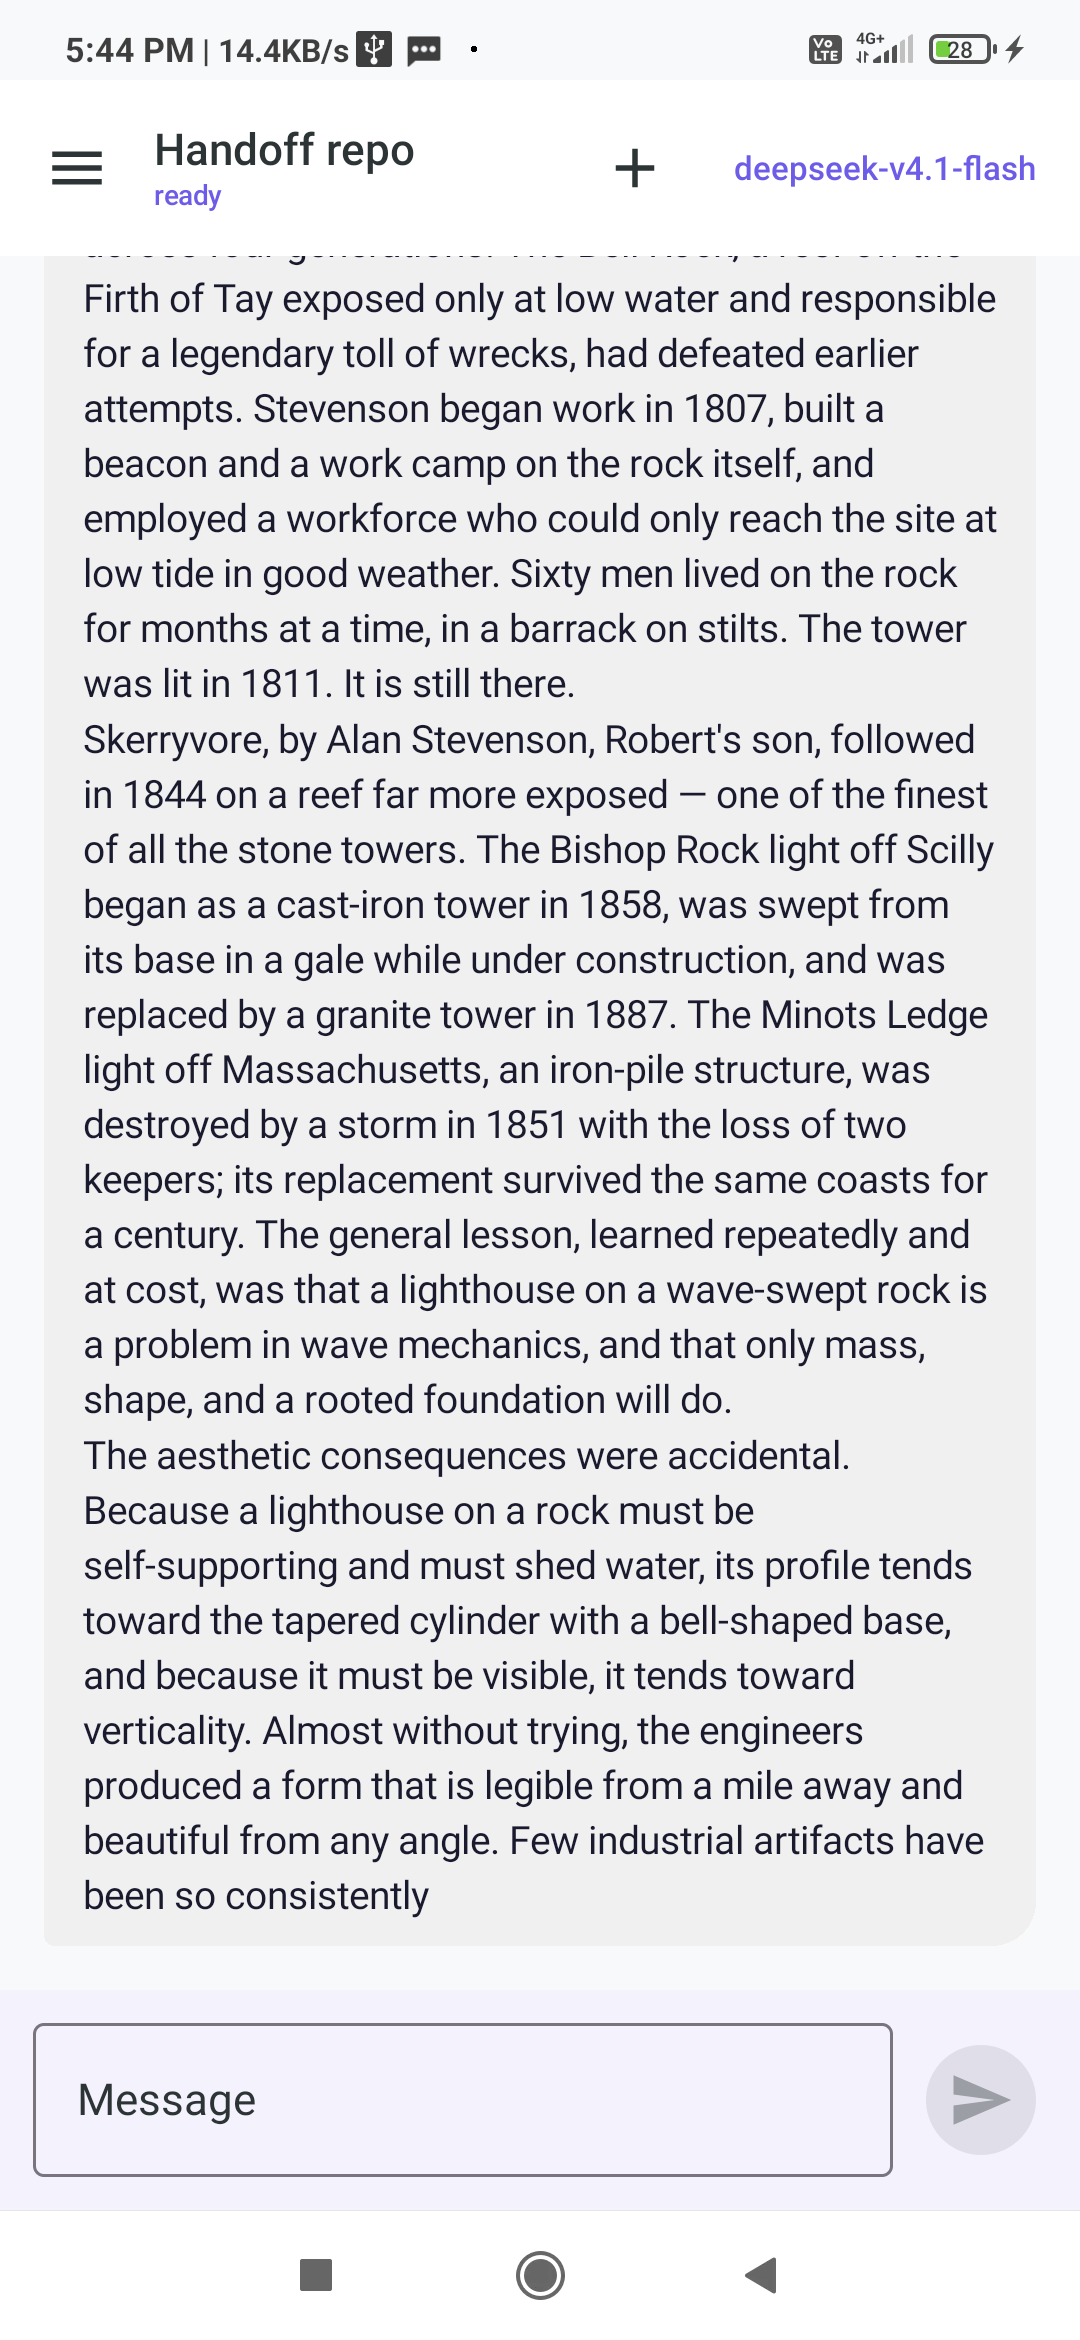 5:44 PM | 14.4KB/s
Vo LTE
4G+
28
Handoff repo
ready
deepseek-v4.1-flash
Firth of Tay exposed only at low water and responsible
for a legendary toll of wrecks, had defeated earlier
attempts. Stevenson began work in 1807, built a
beacon and a work camp on the rock itself, and
employed a workforce who could only reach the site at
low tide in good weather. Sixty men lived on the rock
for months at a time, in a barrack on stilts. The tower
was lit in 1811. It is still there.
Skerryvore, by Alan Stevenson, Robert's son, followed
in 1844 on a reef far more exposed — one of the finest
of all the stone towers. The Bishop Rock light off Scilly
began as a cast-iron tower in 1858, was swept from
its base in a gale while under construction, and was
replaced by a granite tower in 1887. The Minots Ledge
light off Massachusetts, an iron-pile structure, was
destroyed by a storm in 1851 with the loss of two
keepers; its replacement survived the same coasts for
a century. The general lesson, learned repeatedly and
at cost, was that a lighthouse on a wave-swept rock is
a problem in wave mechanics, and that only mass,
shape, and a rooted foundation will do.
The aesthetic consequences were accidental.
Because a lighthouse on a rock must be
self-supporting and must shed water, its profile tends
toward the tapered cylinder with a bell-shaped base,
and because it must be visible, it tends toward
verticality. Almost without trying, the engineers
produced a form that is legible from a mile away and
beautiful from any angle. Few industrial artifacts have
been so consistently
Message